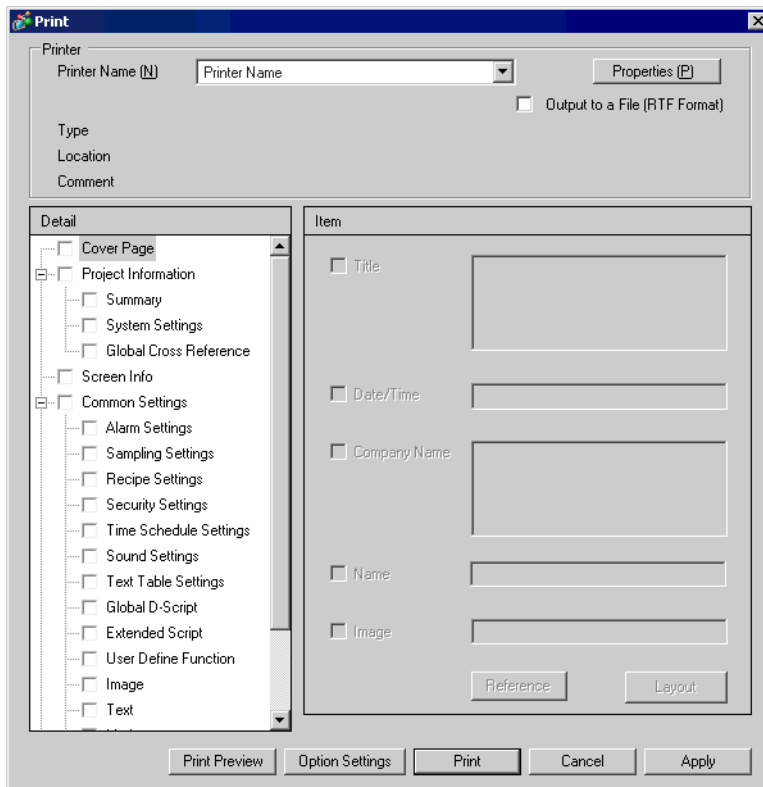 Print
Printer
Printer Name (N)
Printer Name
Properties (P)
Output to a File (RTF Format)
Type
Location
Comment
Detail
Cover Page
Project Information
Summary
System Settings
Global Cross Reference
Screen Info
Common Settings
Alarm Settings
Sampling Settings
Recipe Settings
Security Settings
Time Schedule Settings
Sound Settings
Text Table Settings
Global D-Script
Extended Script
User Define Function
Image
Text
Item
Title
Date/Time
Company Name
Name
Image
Reference
Layout
Print Preview
Option Settings
Print
Cancel
Apply